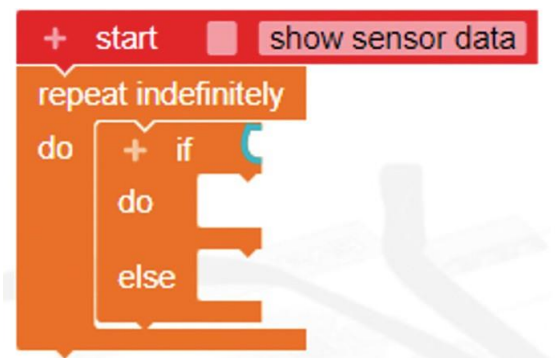 + start show sensor data
repeat indefinitely
do + if
do
else